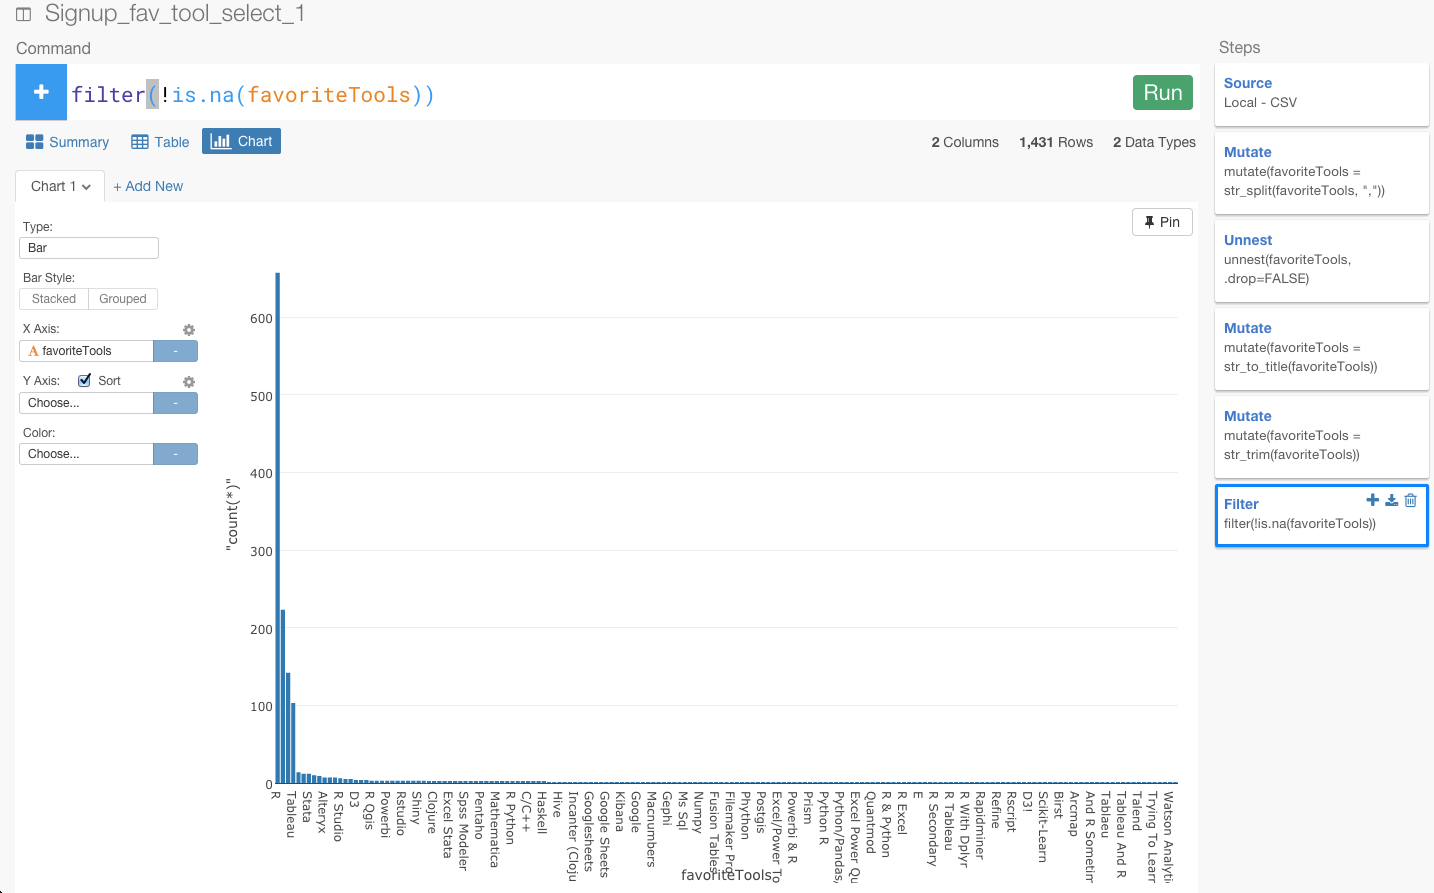 Signup_fav_tool_select_1
Command
+
filter(!is.na(favoriteTools))
Run
Summary
Table
Chart
2 Columns
1,431 Rows
2 Data Types
Chart 1
+ Add New
Pin
Type:
Bar
Bar Style:
Stacked
Grouped
X Axis:
A favoriteTools
-
Y Axis:
Sort
Choose...
-
Color:
Choose...
-
"count(*)"
600
500
400
300
200
100
0
R
Tableau
Stata
Alteryx
R Studio
D3
R Qgis
Powerbi
Rstudio
Shiny
Clojure
Excel Stata
Spss Modeler
Pentaho
Mathematica
R Python
C/C++
Haskell
Hive
Incanter (Cloju
Googlesheets
Google Sheets
Kibana
Google
Macnumbers
Gephi
Ms Sql
Numpy
Fusion Tables
Filemaker Pro
Phython
Postgis
Excel/Power To
Powerbi & R
Prism
Python R
Python/Pandas,
Excel Power Qu
Quantmod
R & Python
R Excel
E
R Secondary
R Tableau
R With Dplyr
Rapidminer
Refine
Rscript
D3!
Scikit-Learn
Birst
Arcmap
And R Sometim
Tablaeu
Tableau And R
Talend
Trying To Learn
Watson Analyti
favoriteTools
Steps
Source
Local - CSV
Mutate
mutate(favoriteTools =
str_split(favoriteTools, ","))
Unnest
unnest(favoriteTools,
.drop=FALSE)
Mutate
mutate(favoriteTools =
str_to_title(favoriteTools))
Mutate
mutate(favoriteTools =
str_trim(favoriteTools))
Filter
filter(!is.na(favoriteTools))